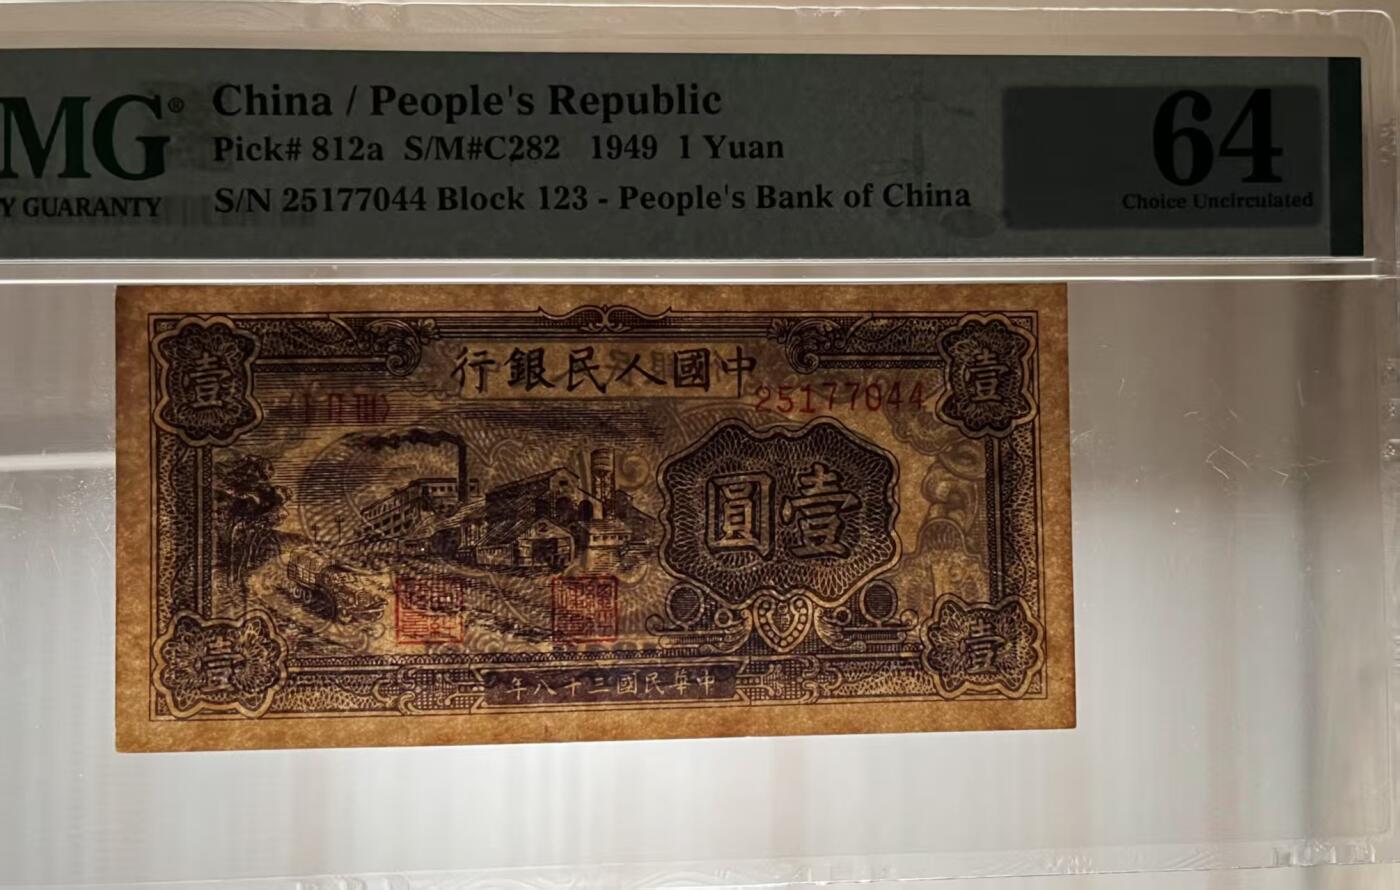 MG®
Y GUARANTY
China / People's Republic
Pick# 812a S/M#C282 1949 1 Yuan
S/N 25177044 Block 123 - People's Bank of China
64
Choice Uncirculated
行銀民人國中
25177044
壹
壹
圓壹
壹
壹
年八十三國民華中